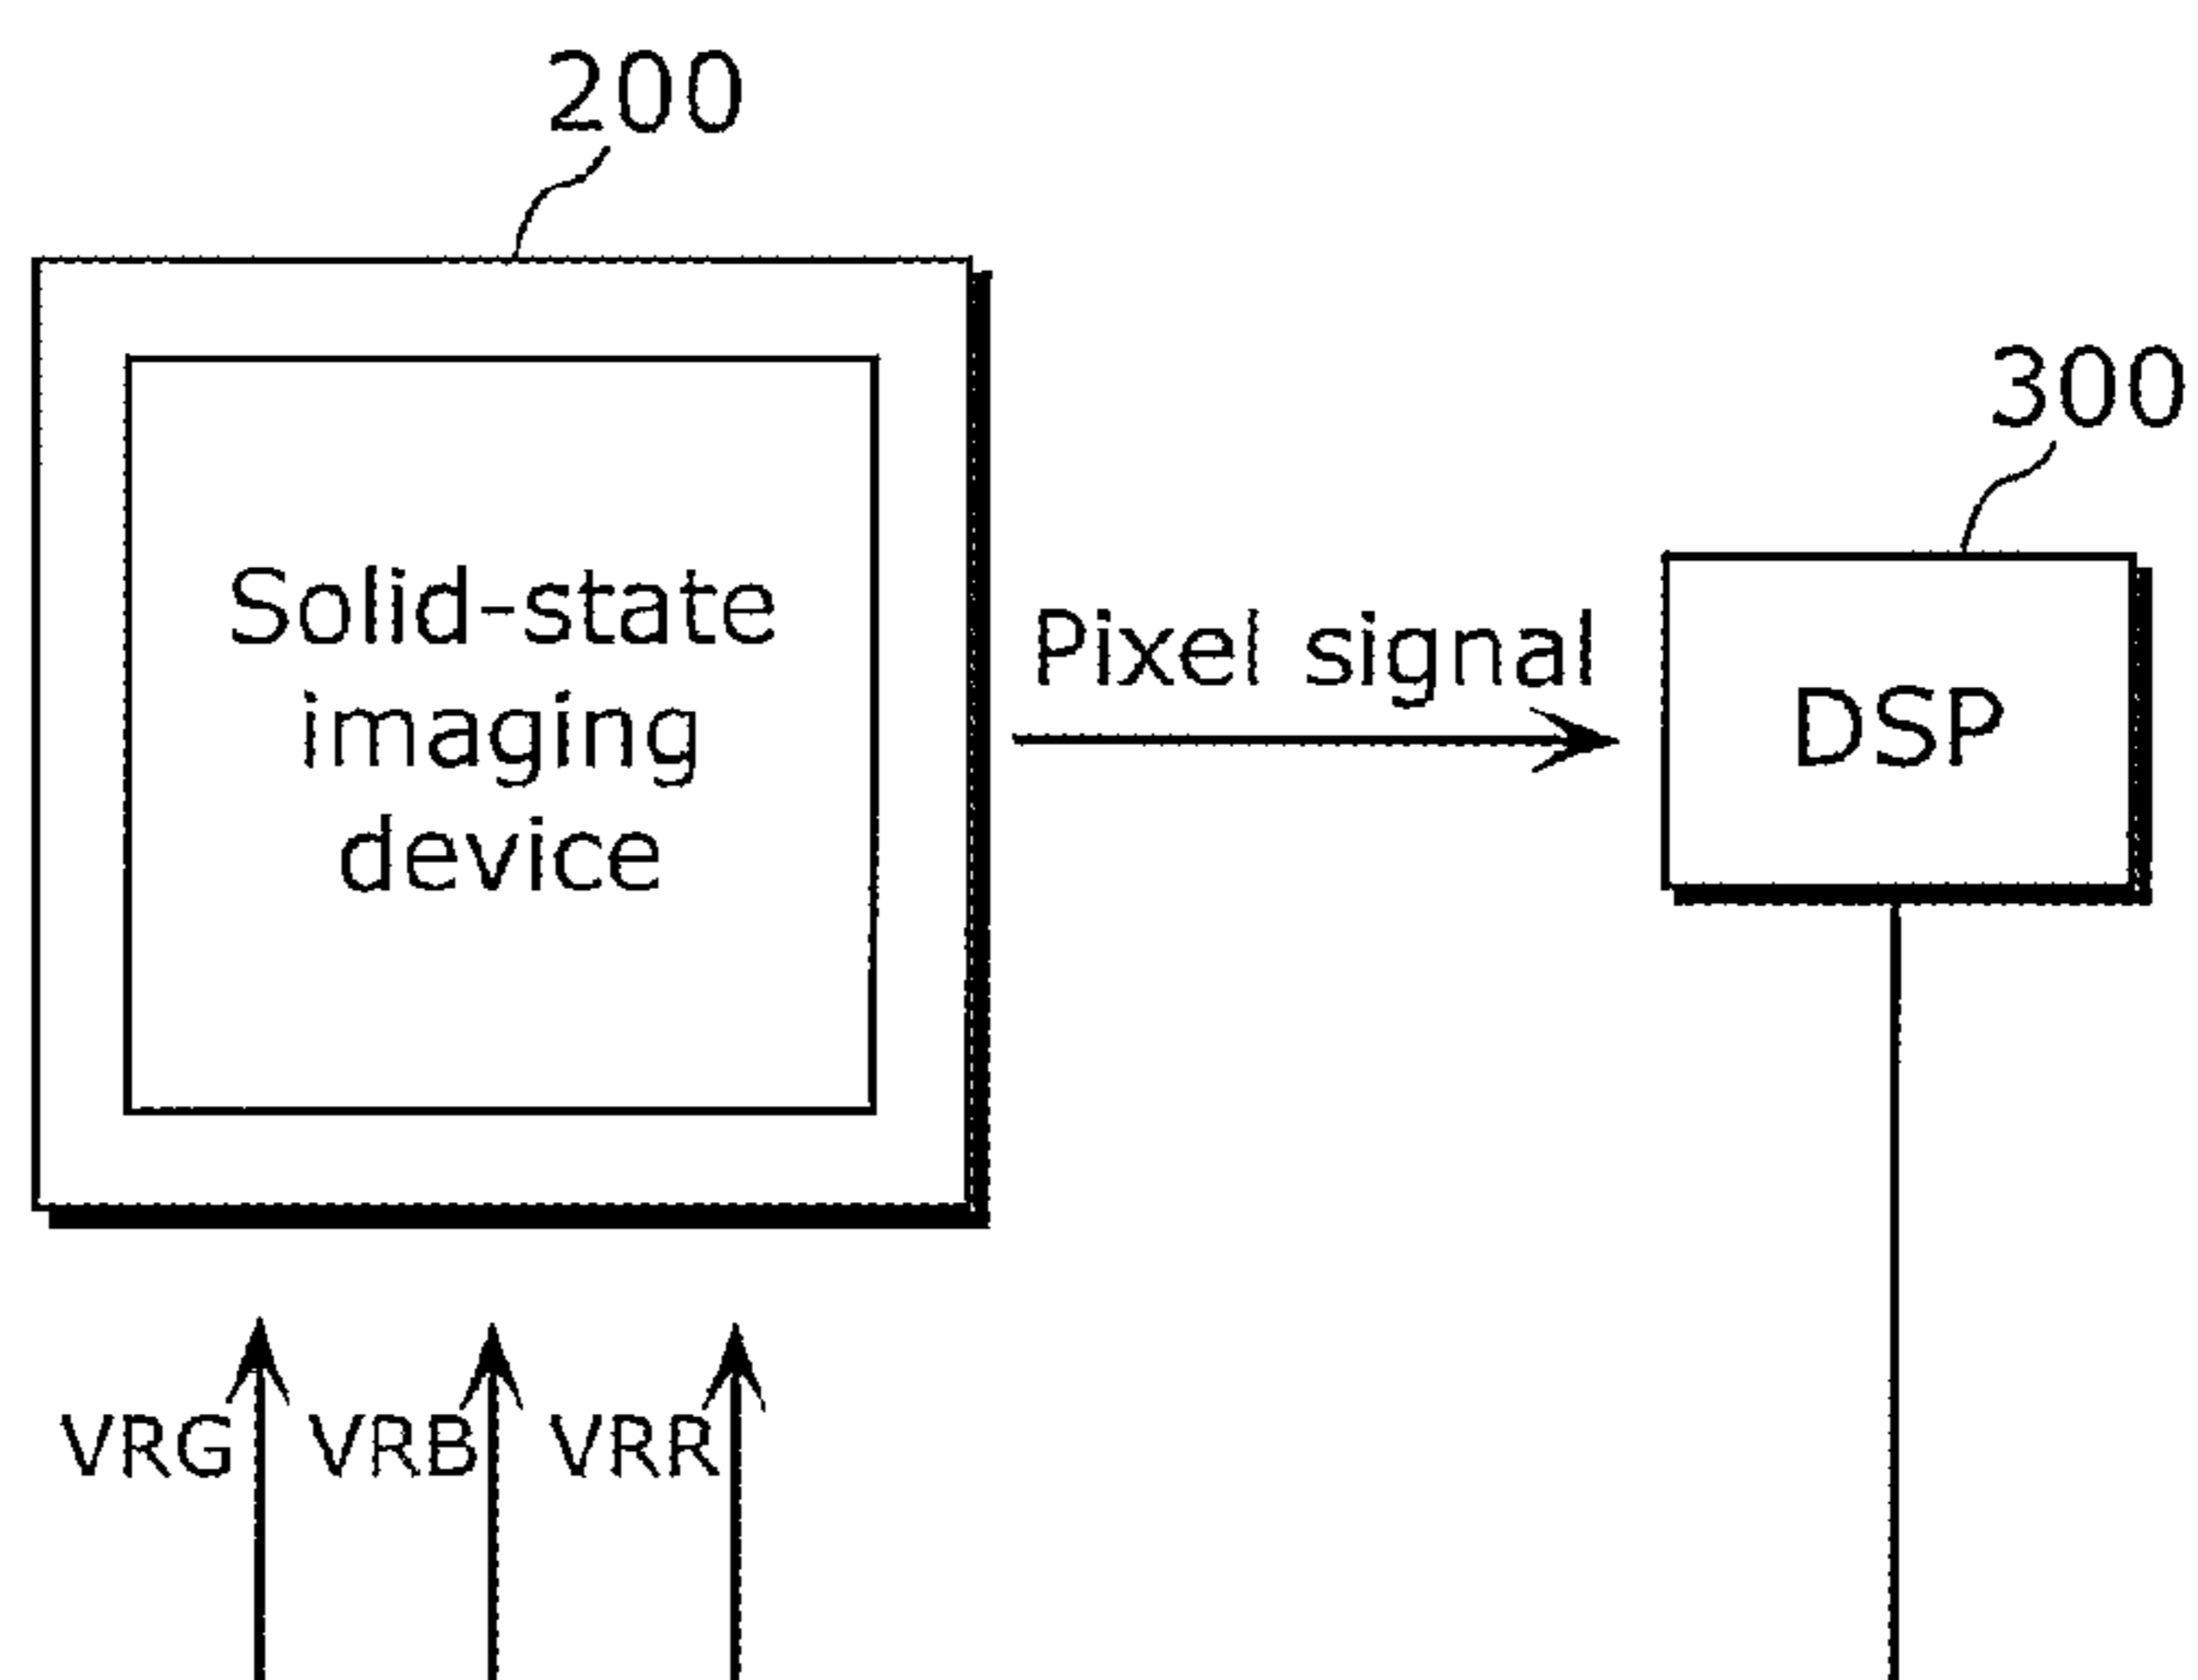 200
300
Solid-state
imaging
device
Pixel signal
DSP
VRG VRB VRR